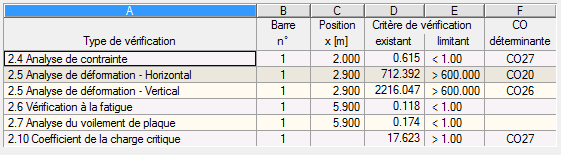 A B C D E F
Barre Position Critère de vérification CO
Type de vérification n° x [m] existant limitant déterminante
2.4 Analyse de contrainte 1 2.000 0.615 < 1.00 CO27
2.5 Analyse de déformation - Horizontal 1 2.900 712.392 > 600.000 CO20
2.5 Analyse de déformation - Vertical 1 2.900 2216.047 > 600.000 CO26
2.6 Vérification à la fatigue 1 5.900 0.118 < 1.00
2.7 Analyse du voilement de plaque 1 5.900 0.174 < 1.00
2.10 Coefficient de la charge critique 1 17.623 > 1.00 CO27